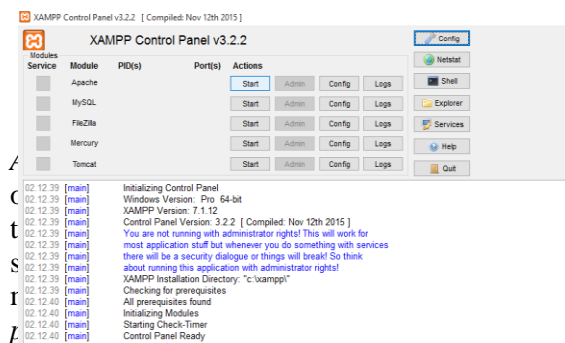 XAMPP Control Panel v3.2.2 [ Compiled: Nov 12th 2015 ]
XAMPP Control Panel v3.2.2
Config
Modules
Service Module PID(s) Port(s) Actions
Netstat
Apache Start Admin Config Logs
Shell
MySQL Start Admin Config Logs
Explorer
FileZilla Start Admin Config Logs
Services
Mercury Start Admin Config Logs
Help
Tomcat Start Admin Config Logs
Quit
02.12.39 [main] Initializing Control Panel
02.12.39 [main] Windows Version: Pro 64-bit
02.12.39 [main] XAMPP Version: 7.1.12
02.12.39 [main] Control Panel Version: 3.2.2 [ Compiled: Nov 12th 2015 ]
02.12.39 [main] You are not running with administrator rights! This will work for
02.12.39 [main] most application stuff but whenever you do something with services
02.12.39 [main] there will be a security dialogue or things will break! So think
02.12.39 [main] about running this application with administrator rights!
02.12.39 [main] XAMPP Installation Directory: "c:\xampp\"
02.12.39 [main] Checking for prerequisites
02.12.40 [main] All prerequisites found
02.12.40 [main] Initializing Modules
02.12.40 [main] Starting Check-Timer
02.12.40 [main] Control Panel Ready